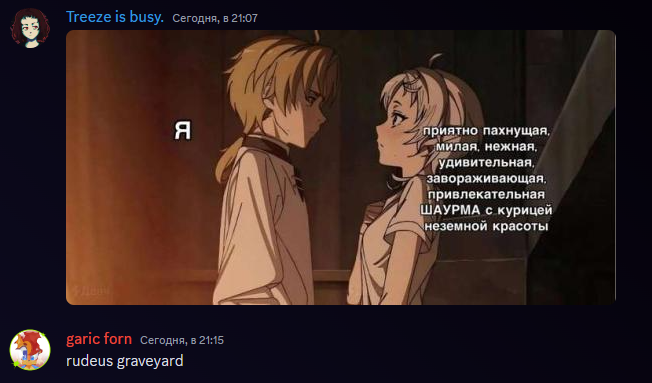 Treeze is busy. Сегодня, в 21:07
Я
приятно пахнущая,
милая, нежная,
удивительная,
завораживающая,
привлекательная
ШАУРМА с курицей
неземной красоты
garic forn Сегодня, в 21:15
rudeus graveyard